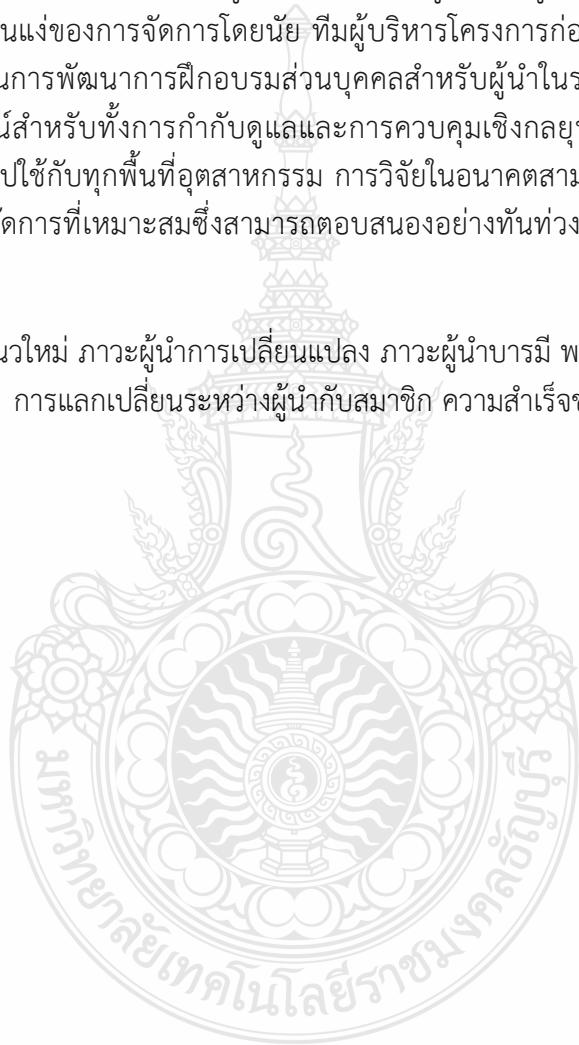 นแง่ของการจัดการโดยนัย ทีมผู้บริหารโครงการก่อ
นการพัฒนาการฝึกอบรมส่วนบุคคลสำหรับผู้นำในร
น์สำหรับทั้งการกำกับดูแลและการควบคุมเชิงกลยุ
ปใช้กับทุกพื้นที่อุตสาหกรรม การวิจัยในอนาคตสาม
ัดการที่เหมาะสมซึ่งสามารถตอบสนองอย่างทันท่วง
นวใหม่ ภาวะผู้นำการเปลี่ยนแปลง ภาวะผู้นำบารมี พ
การแลกเปลี่ยนระหว่างผู้นำกับสมาชิก ความสำเร็จข
มหาวิทยาลัยเทคโนโลยีราชมงคลธัญบุรี